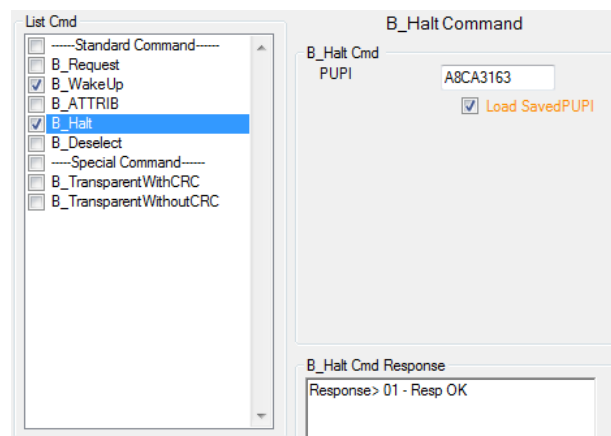 List Cmd
------Standard Command------
B_Request
B_WakeUp
B_ATTRIB
B_Halt
B_Deselect
-----Special Command------
B_TransparentWithCRC
B_TransparentWithoutCRC
B_Halt Command
B_Halt Cmd
PUPI A8CA3163
Load SavedPUPI
B_Halt Cmd Response
Response> 01 - Resp OK